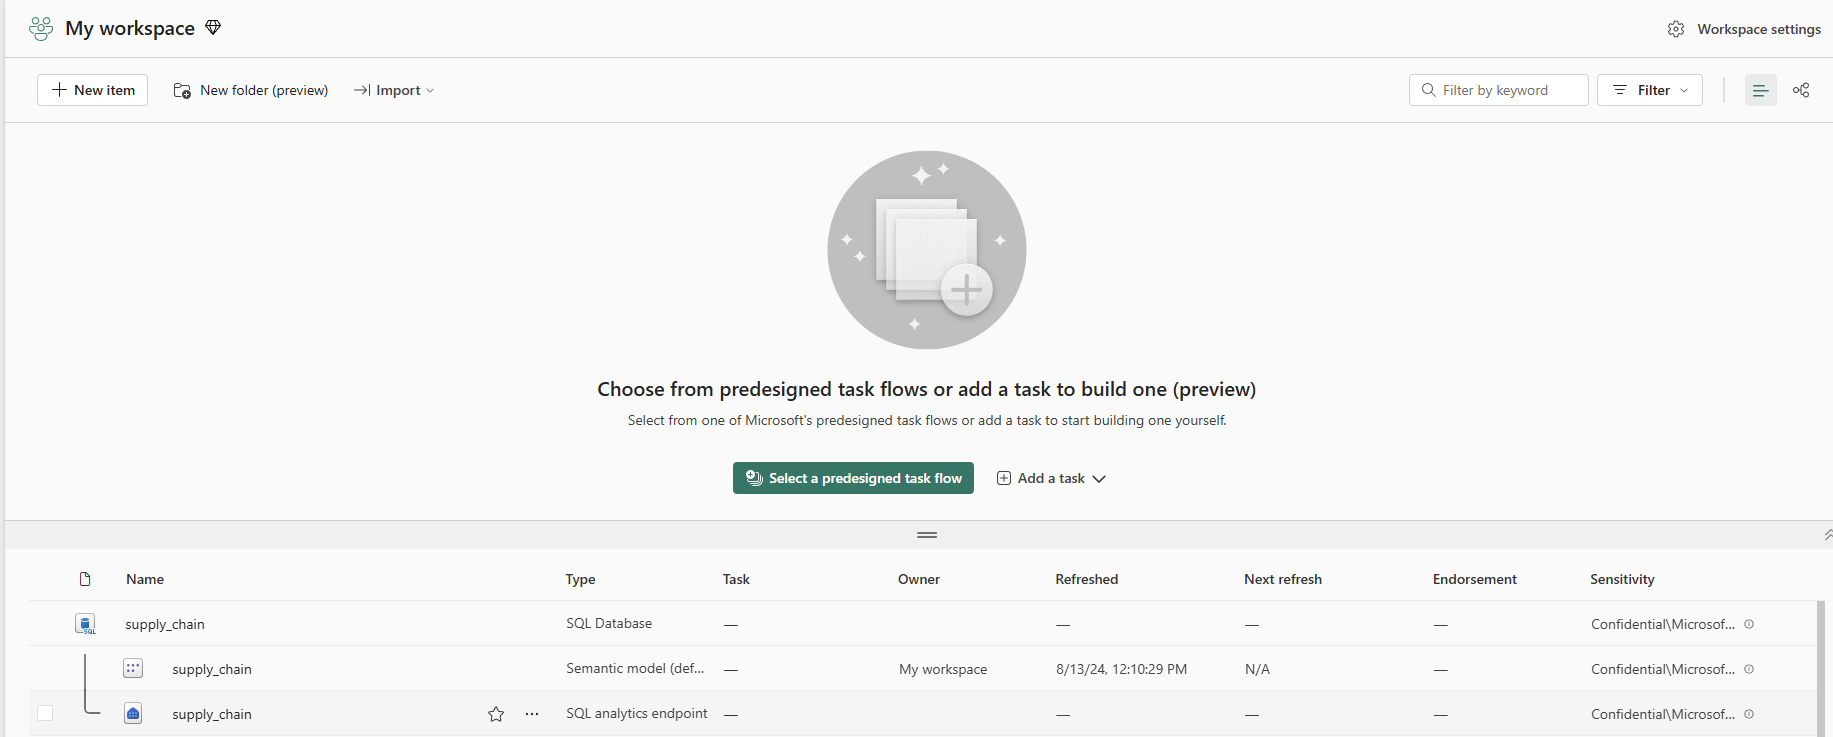 My workspace
Workspace settings
New item New folder (preview) Import Filter by keyword Filter
Choose from predesigned task flows or add a task to build one (preview)
Select from one of Microsoft's predesigned task flows or add a task to start building one yourself.
Select a predesigned task flow Add a task
Name Type Task Owner Refreshed Next refresh Endorsement Sensitivity
SQL supply_chain SQL Database — — — — Confidential\Microsof...
supply_chain Semantic model (def... — My workspace 8/13/24, 12:10:29 PM N/A — Confidential\Microsof...
supply_chain ... SQL analytics endpoint — — — — Confidential\Microsof...